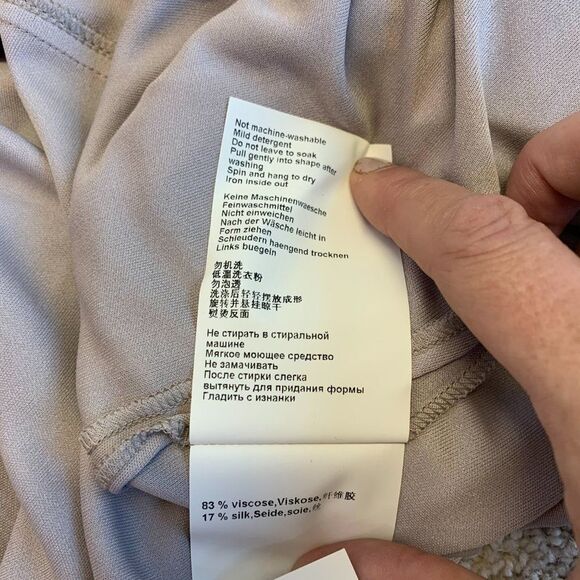 Not machine-washable
Mild detergent
Do not leave to soak
Pull gently into shape after
washing
Spin and hang to dry
Iron inside out
Keine Maschinenwaesche
Feinwaschmittel
Nicht einweichen
Nach der Wäsche leicht in
Form ziehen
Schleudern haengend trocknen
Links buegeln
勿机洗
低温洗衣粉
勿泡透
洗涤后轻轻摆放成形
旋转并悬挂晾干
熨烫反面
Не стирать в стиральной
машине
Мягкое моющее средство
Не замачивать
После стирки слегка
вытянуть для придания формы
Гладить с изнанки
83 % viscose,Viskose,纤维胶
17 % silk,Seide,soie,丝